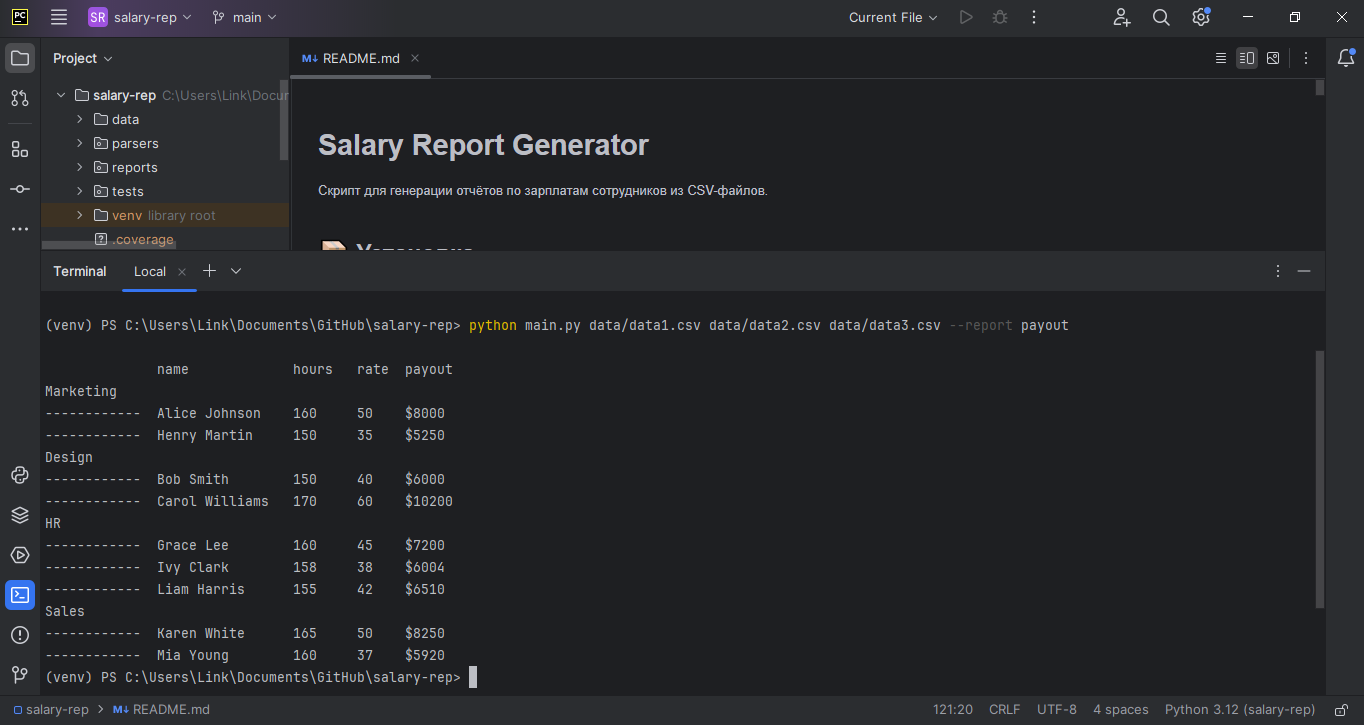 PC SR salary-rep main Current File
Project README.md
salary-rep C:\Users\Link\Docum
data
parsers
reports
tests
venv library root
.coverage
Salary Report Generator
Скрипт для генерации отчётов по зарплатам сотрудников из CSV-файлов.
Terminal Local
(venv) PS C:\Users\Link\Documents\GitHub\salary-rep> python main.py data/data1.csv data/data2.csv data/data3.csv --report payout
name hours rate payout
Marketing
------------ Alice Johnson 160 50 $8000
------------ Henry Martin 150 35 $5250
Design
------------ Bob Smith 150 40 $6000
------------ Carol Williams 170 60 $10200
HR
------------ Grace Lee 160 45 $7200
------------ Ivy Clark 158 38 $6004
------------ Liam Harris 155 42 $6510
Sales
------------ Karen White 165 50 $8250
------------ Mia Young 160 37 $5920
(venv) PS C:\Users\Link\Documents\GitHub\salary-rep>
salary-rep > README.md 121:20 CRLF UTF-8 4 spaces Python 3.12 (salary-rep)